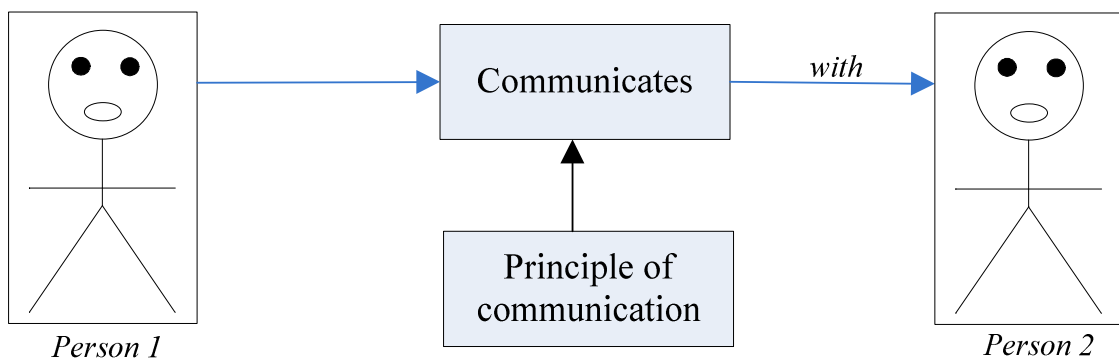 Communicates
with
Principle of
communication
Person 1
Person 2